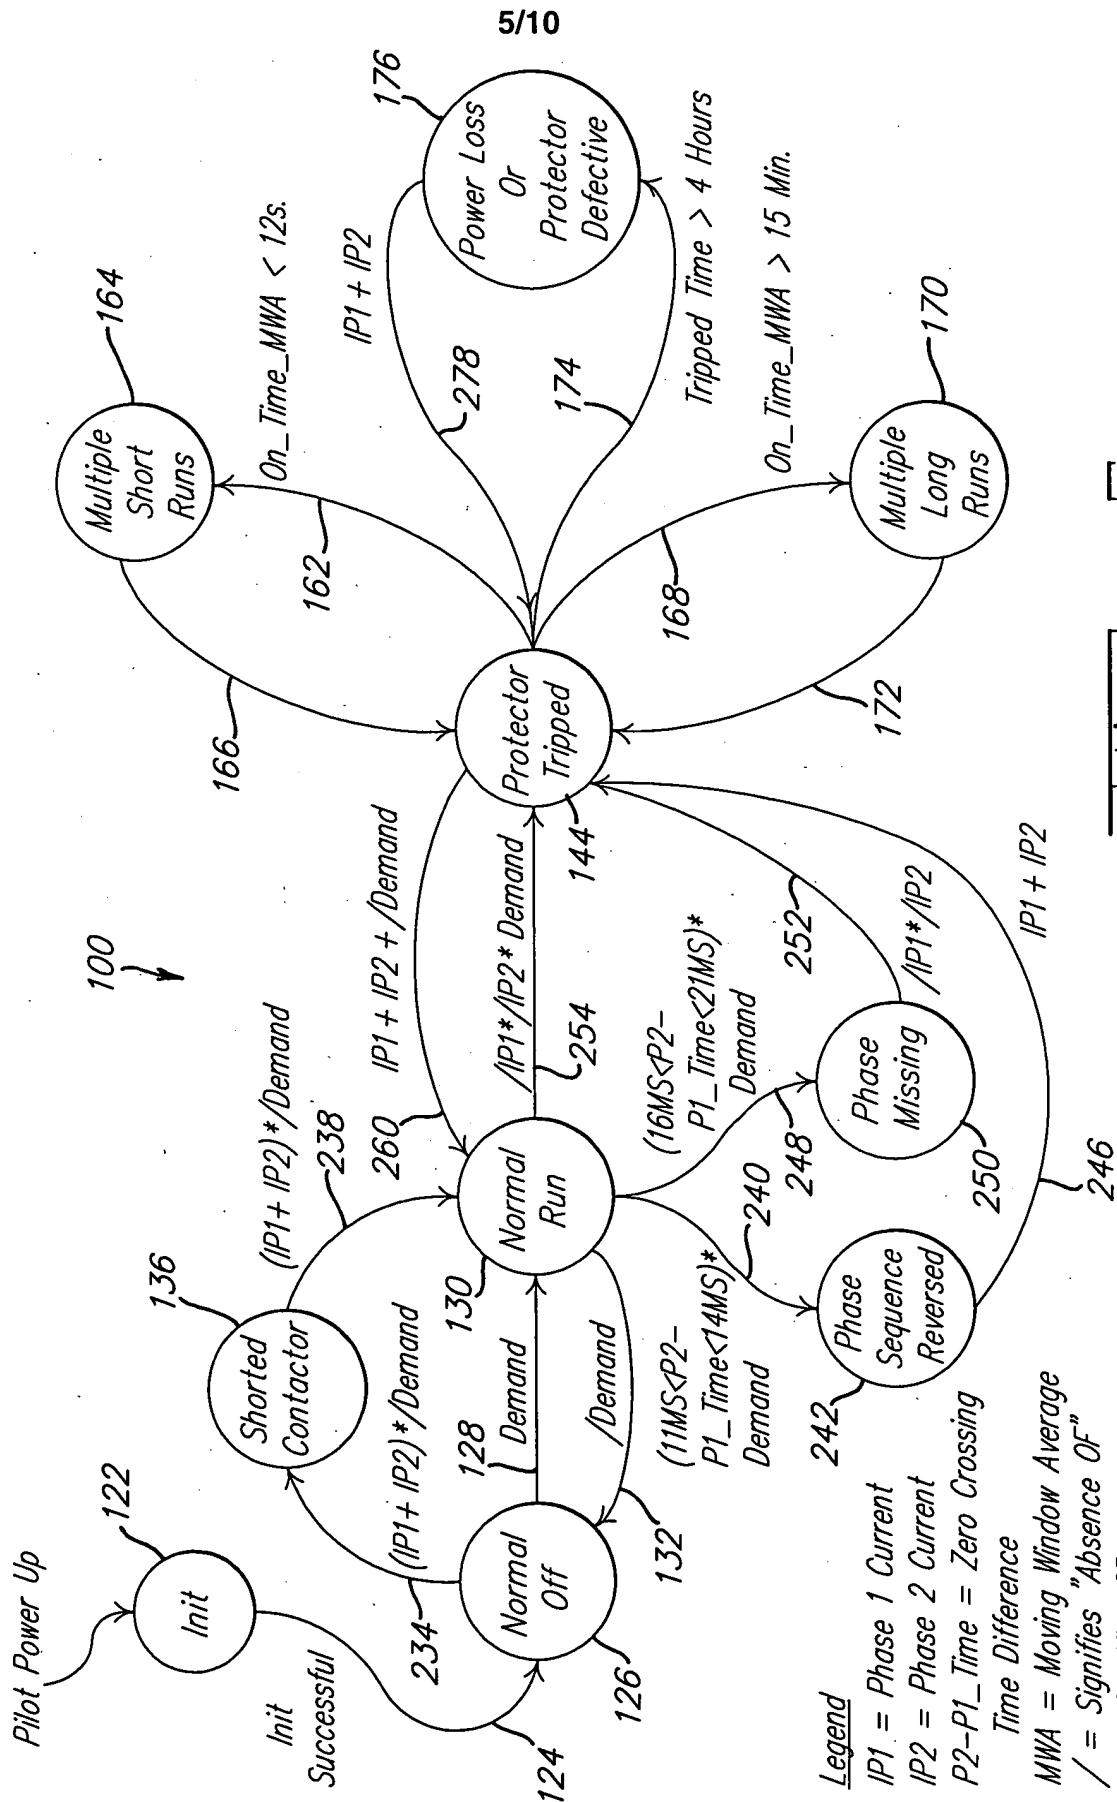 5/10
Pilot Power Up
122
Init
Init
Successful
124
100
136
Shorted
Contactor
(IP1+ IP2)*/Demand
238
(IP1+ IP2)*/Demand
234
Normal
Off
126
128
Demand
/Demand
132
130
Normal
Run
260
IP1 + IP2 + /Demand
/IP1*/IP2* Demand
254
Protector
Tripped
144
166
162
Multiple
Short
Runs
164
On_Time_MWA < 12s.
IP1 + IP2
278
176
Power Loss
Or
Protector
Defective
174
Tripped Time > 4 Hours
168
On_Time_MWA > 15 Min.
Multiple
Long
Runs
170
172
(11MS<P2-
P1_Time<14MS)*
Demand
240
(16MS<P2-
P1_Time<21MS)*
Demand
248
Phase
Sequence
Reversed
242
Phase
Missing
250
252
/IP1*/IP2
246
IP1 + IP2
Legend
IP1 = Phase 1 Current
IP2 = Phase 2 Current
P2-P1_Time = Zero Crossing
Time Difference
MWA = Moving Window Average
/ = Signifies "Absence OF"